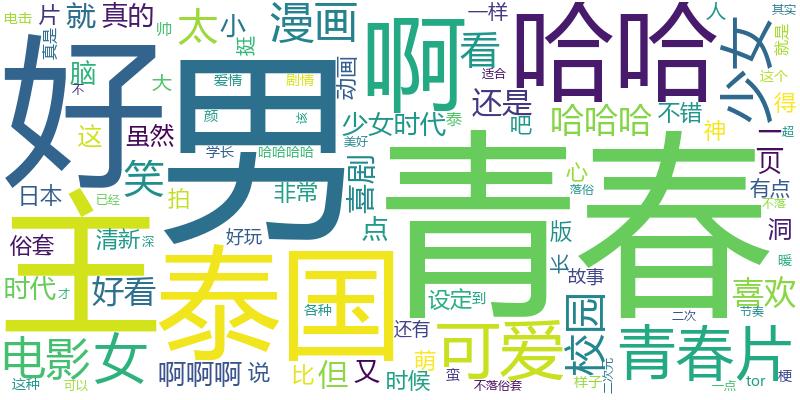 电击
片
就
真的
太
小
漫画
啊
看
一样
哈哈
少女
人
其实
就是
好
真是
帅
挺
动画
适合
这个
脑
大
爱情
剧情
还是
不
男
颜
少女时代
泰
吧
哈哈哈
不错
神
得
超
这
虽然
学长
哈哈哈哈
美好
青春
一
页
笑
喜剧
心
有点
日本
已经
拍
非常
落俗
不落
主
泰国
点
版
洞
俗套
清新
深
好玩
长
暖
时代
才
好看
各种
设定
到
故事
喜欢
校园
二次
节奏
还有
电影
女
可爱
青春片
啊啊啊
说
比
但
又
时候
萌
蛮
不落俗套
样子
二次元
一点
tor
梗
这种
可以